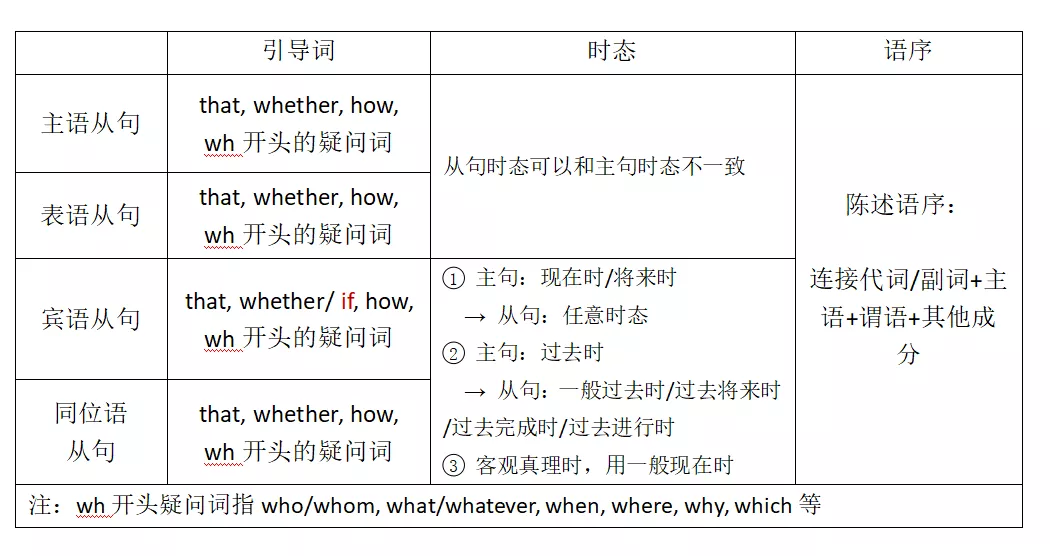 引导词 时态 语序
主语从句
that, whether, how,
wh 开头的疑问词
从句时态可以和主句时态不一致
表语从句
that, whether, how,
wh 开头的疑问词
陈述语序：
连接代词/副词+主
语+谓语+其他成
分
宾语从句
that, whether/ if, how,
wh 开头的疑问词
① 主句：现在时/将来时
→ 从句：任意时态
② 主句：过去时
→ 从句：一般过去时/过去将来时
/过去完成时/过去进行时
③ 客观真理时，用一般现在时
同位语
从句
that, whether, how,
wh 开头的疑问词
注：wh 开头疑问词指 who/whom, what/whatever, when, where, why, which 等